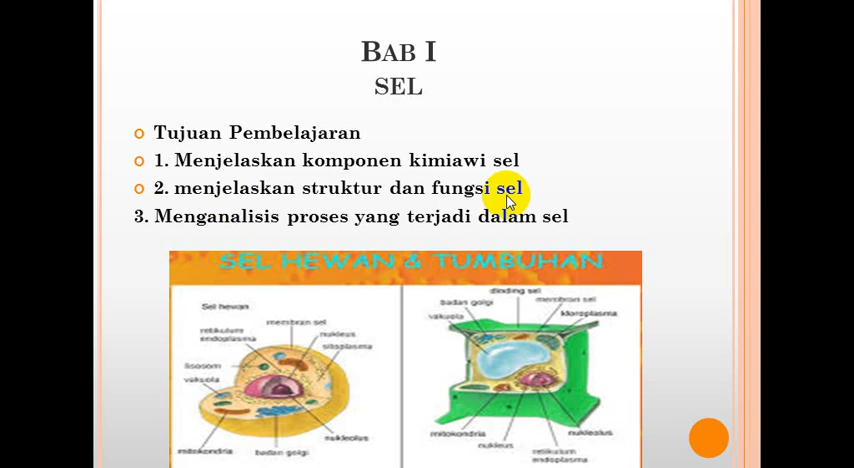 BAB I
SEL
Tujuan Pembelajaran
1. Menjelaskan komponen kimiawi sel
2. menjelaskan struktur dan fungsi sel
3. Menganalisis proses yang terjadi dalam sel
SEL HEWAN & TUMBUHAN
Sel hewan
membran sel
retikulum
endoplasma
nukleus
sitoplasma
lisosom
vakuola
mitokondria
badan golgi
nukleolus
dinding sel
badan golgi
membran sel
vakuola
kloroplasma
mitokondria
nukleus
nukleolus
retikulum
endoplasma